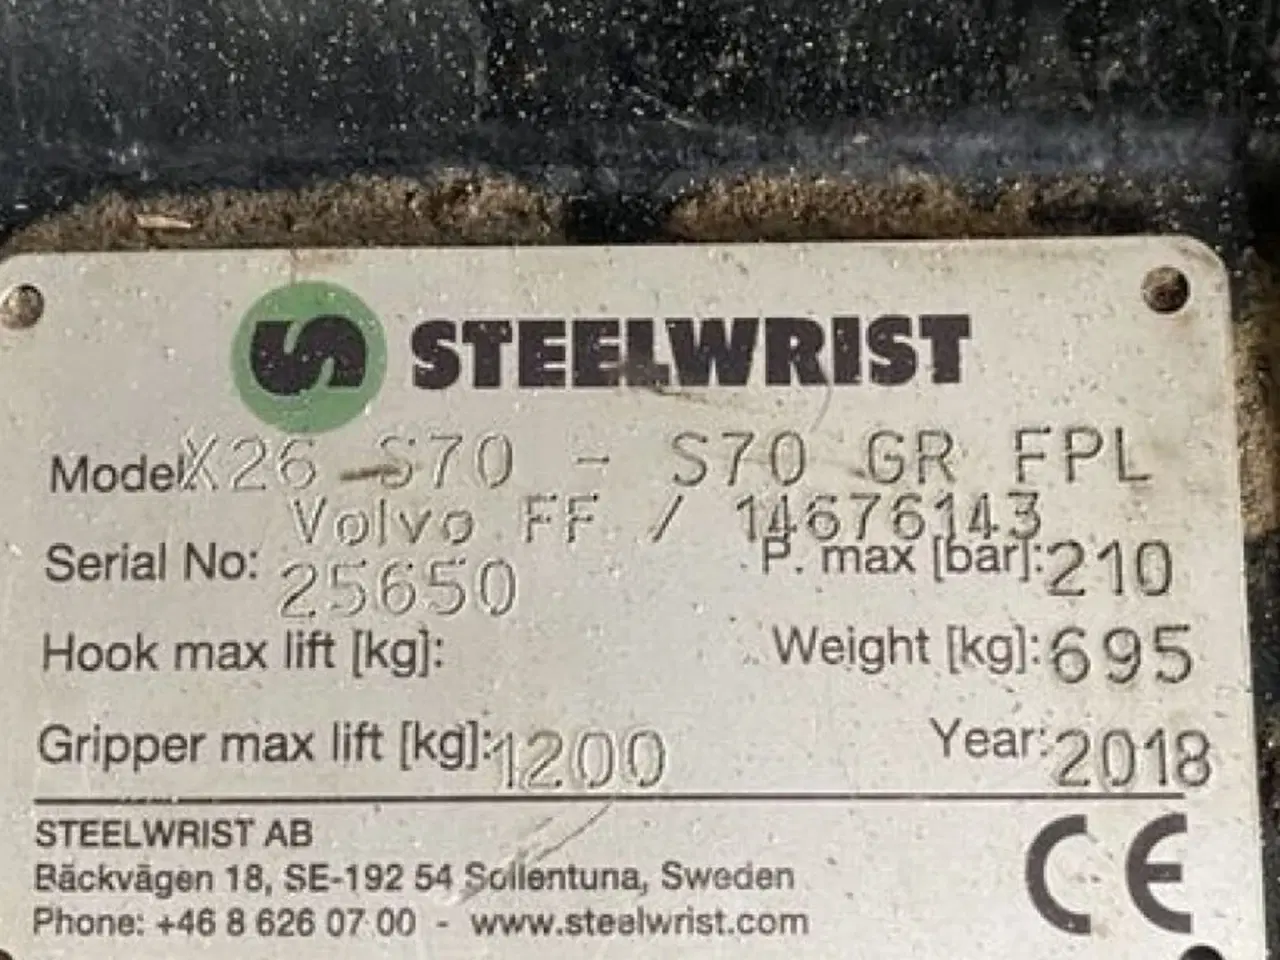 STEELWRIST
Model: X26 S70 - S70 GR FPL
Volvo FF / 14676143
Serial No: 25650 P. max [bar]: 210
Hook max lift [kg]: Weight [kg]: 695
Gripper max lift [kg]: 1200 Year: 2018
STEELWRIST AB
Bäckvägen 18, SE-192 54 Sollentuna, Sweden
Phone: +46 8 626 07 00 - www.steelwrist.com
CE